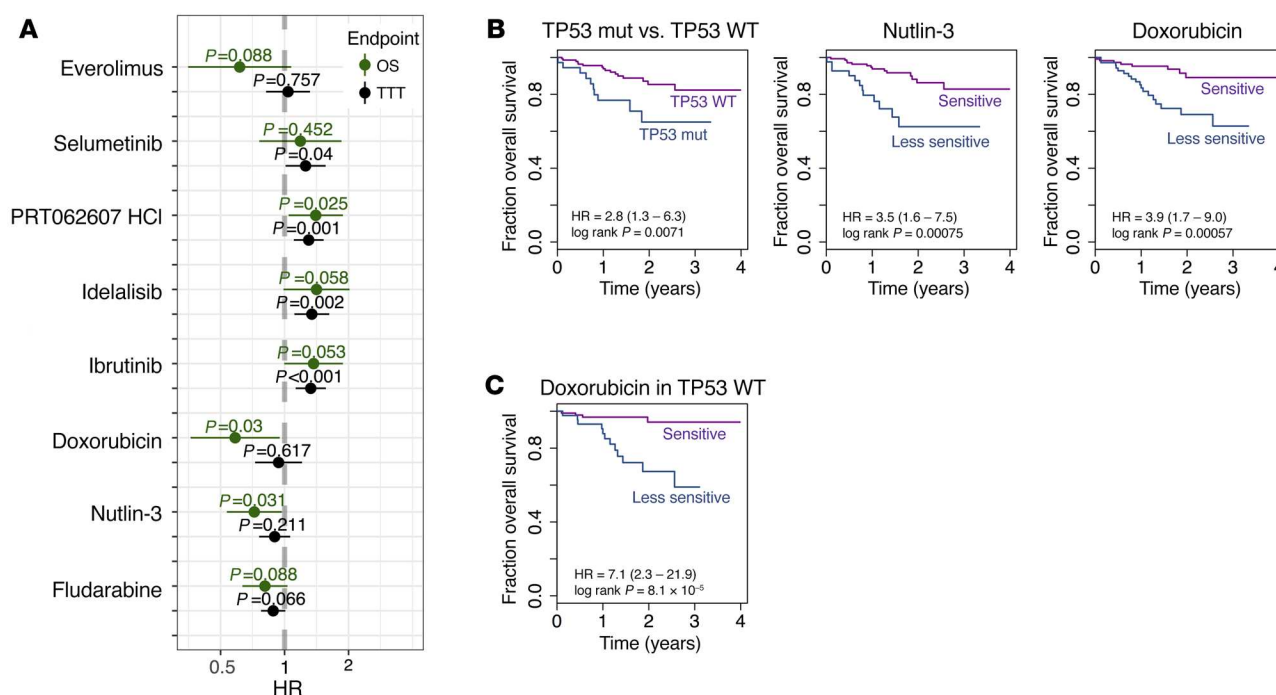 A
Endpoint
OS
TTT
Everolimus
P=0.088
P=0.757
Selumetinib
P=0.452
P=0.04
PRT062607 HCl
P=0.025
P=0.001
Idelalisib
P=0.058
P=0.002
Ibrutinib
P=0.053
P<0.001
Doxorubicin
P=0.03
P=0.617
Nutlin-3
P=0.031
P=0.211
Fludarabine
P=0.088
P=0.066
0.5 1 2
HR
B
TP53 mut vs. TP53 WT
Fraction overall survival
0.8
0.4
0.0
TP53 WT
TP53 mut
HR = 2.8 (1.3 – 6.3)
log rank P = 0.0071
0 1 2 3 4
Time (years)
Nutlin-3
Fraction overall survival
0.8
0.4
0.0
Sensitive
Less sensitive
HR = 3.5 (1.6 – 7.5)
log rank P = 0.00075
0 1 2 3 4
Time (years)
Doxorubicin
Fraction overall survival
0.8
0.4
0.0
Sensitive
Less sensitive
HR = 3.9 (1.7 – 9.0)
log rank P = 0.00057
0 1 2 3
Time (years)
C
Doxorubicin in TP53 WT
Fraction overall survival
0.8
0.4
0.0
Sensitive
Less sensitive
HR = 7.1 (2.3 – 21.9)
log rank P = 8.1 × 10⁻⁵
0 1 2 3 4
Time (years)